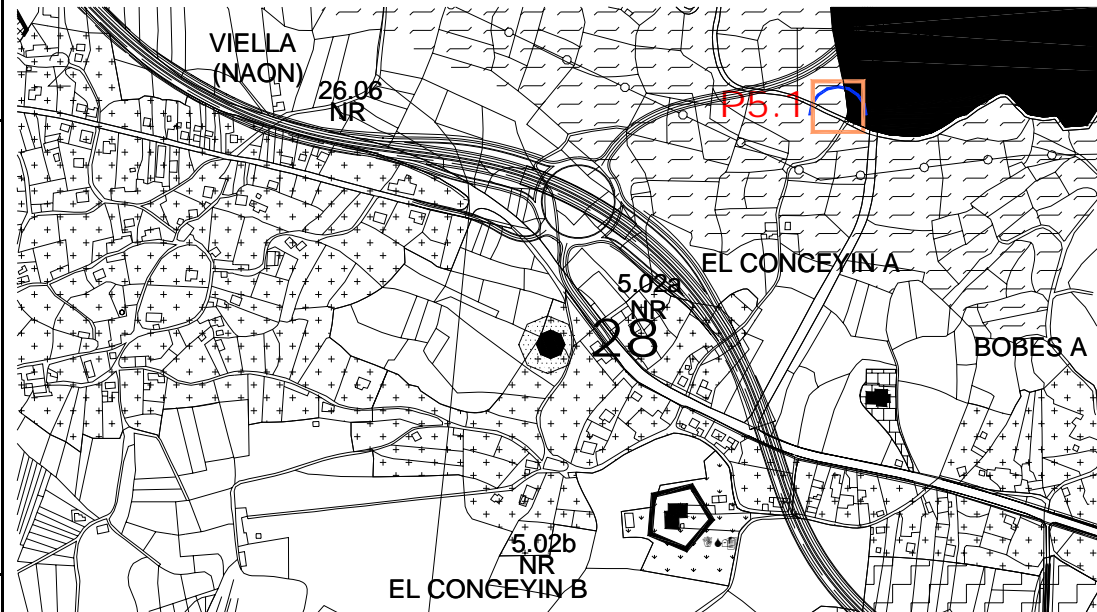 VIELLA
(NAON)
26.06
NR
P5.1
EL CONCEYIN A
5.02a
NR
28
BOBES A
5.02b
NR
EL CONCEYIN B